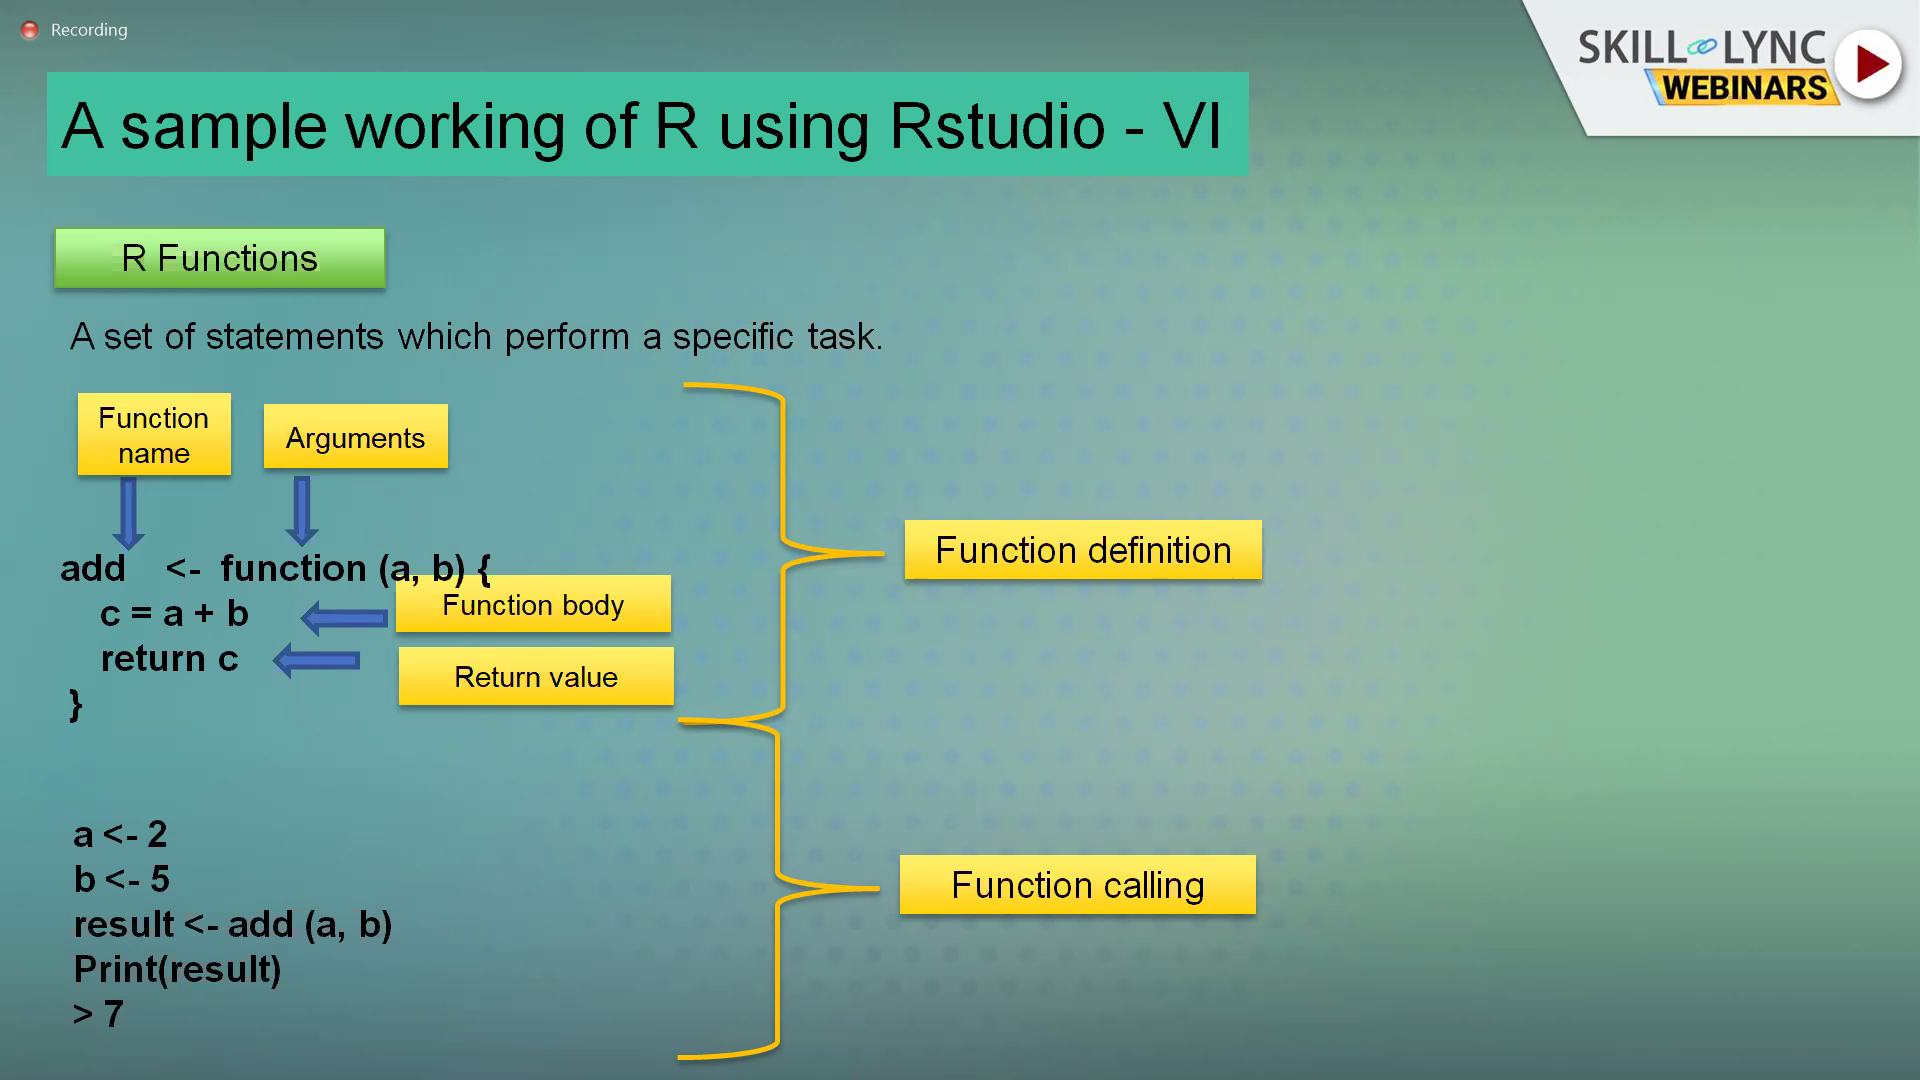 Recording
SKILL LYNC
WEBINARS
A sample working of R using Rstudio - VI
R Functions
A set of statements which perform a specific task.
Function
name
Arguments
add <- function (a, b) {
Function body
c = a + b
return c
Return value
}
Function definition
a <- 2
b <- 5
result <- add (a, b)
Print(result)
> 7
Function calling